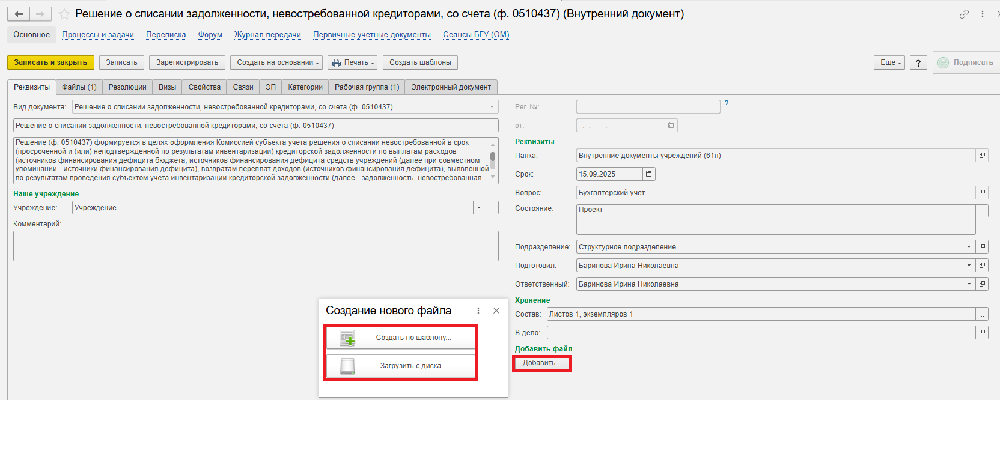 Решение о списании задолженности, невостребованной кредиторами, со счета (ф. 0510437) (Внутренний документ)
Основное Процессы и задачи Переписка Форум Журнал передачи Первичные учетные документы Сеансы БГУ (ОМ)
Записать и закрыть Записать Зарегистрировать Создать на основании Печать Создать шаблоны Еще ? Подписать
Реквизиты Файлы (1) Резолюции Визы Свойства Связи ЭП Категории Рабочая группа (1) Электронный документ
Вид документа: Решение о списании задолженности, невостребованной кредиторами, со счета (ф. 0510437)
Решение о списании задолженности, невостребованной кредиторами, со счета (ф. 0510437)
Решение (ф. 0510437) формируется в целях оформления Комиссией субъекта учета решения о списании невостребованной в срок
(просроченной и (или) неподтвержденной по результатам инвентаризации) кредиторской задолженности по выплатам расходов
(источников финансирования дефицита бюджета, источников финансирования дефицита средств учреждений (далее при совместном
упоминании - источники финансирования дефицита), возвратам переплат доходов (источников финансирования дефицита), выявленной
по результатам проведения субъектом учета инвентаризации кредиторской задолженности (далее - задолженность, невостребованная
Наше учреждение
Учреждение: Учреждение
Комментарий:
Рег. №: ?
от: . . :
Реквизиты
Папка: Внутренние документы учреждений (61н)
Срок: 15.09.2025
Вопрос: Бухгалтерский учет
Состояние: Проект ...
Подразделение: Структурное подразделение
Подготовил: Баринова Ирина Николаевна
Ответственный: Баринова Ирина Николаевна
Хранение
Состав: Листов 1, экземпляров 1 ...
В дело: ...
Добавить файл
Добавить...
Создание нового файла
Создать по шаблону...
Загрузить с диска...